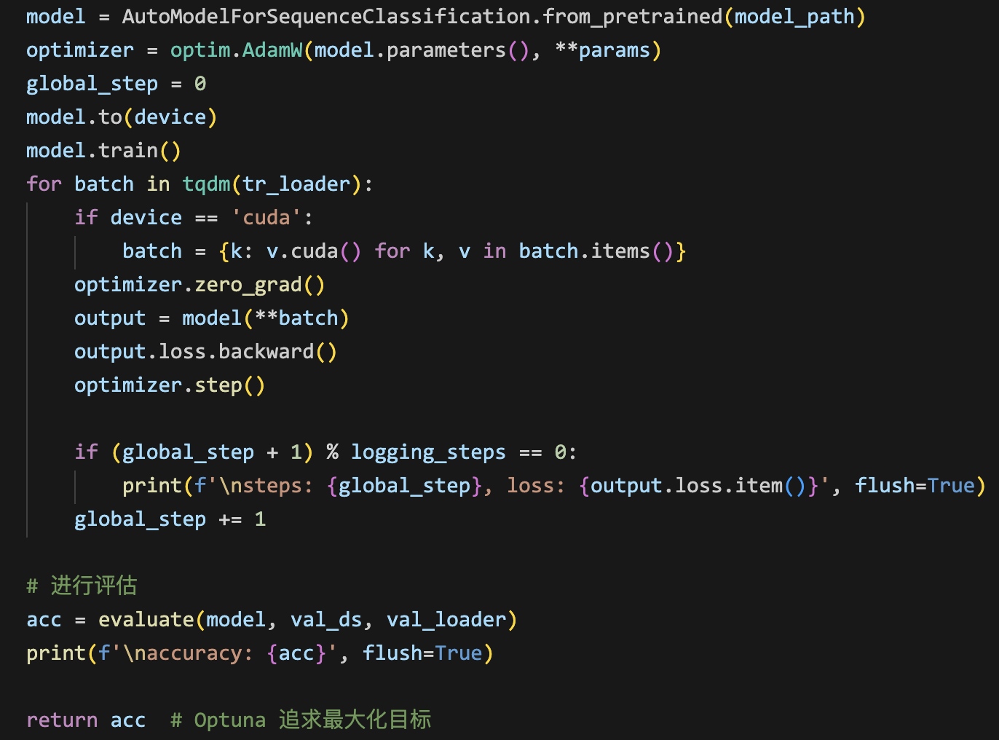 model = AutoModelForSequenceClassification.from_pretrained(model_path)
optimizer = optim.AdamW(model.parameters(), **params)
global_step = 0
model.to(device)
model.train()
for batch in tqdm(tr_loader):
    if device == 'cuda':
        batch = {k: v.cuda() for k, v in batch.items()}
    optimizer.zero_grad()
    output = model(**batch)
    output.loss.backward()
    optimizer.step()

    if (global_step + 1) % logging_steps == 0:
        print(f'\nsteps: {global_step}, loss: {output.loss.item()}', flush=True)
    global_step += 1

# 进行评估
acc = evaluate(model, val_ds, val_loader)
print(f'\naccuracy: {acc}', flush=True)

return acc  # Optuna 追求最大化目标